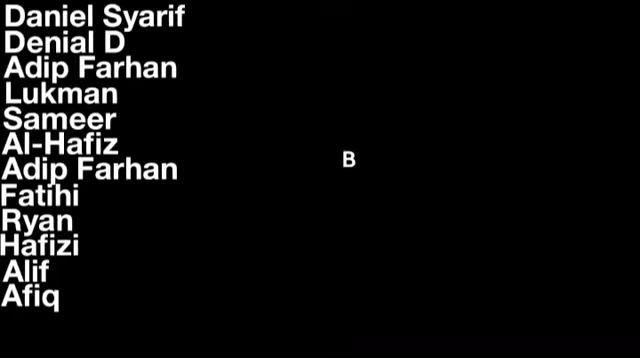 Daniel Syarif
Denial D
Adip Farhan
Lukman
Sameer
Al-Hafiz
Adip Farhan
Fatihi
Ryan
Hafizi
Alif
Afiq
B